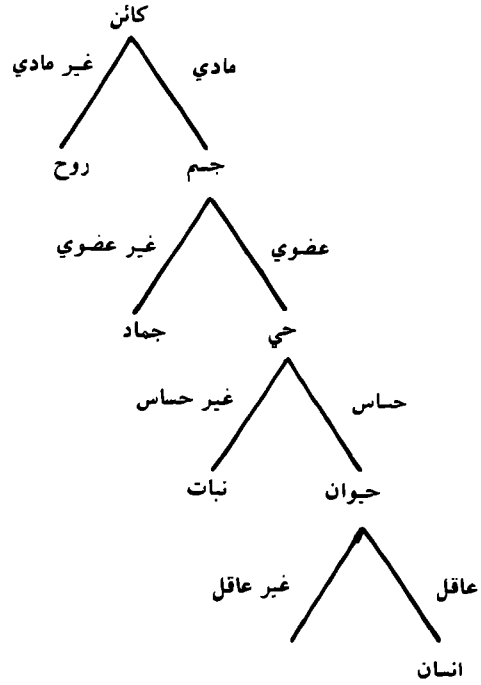 كائن
مادي
غير مادي
جسم
روح
عضوي
غير عضوي
حي
جماد
حساس
غير حساس
حيوان
نبات
عاقل
غير عاقل
انسان